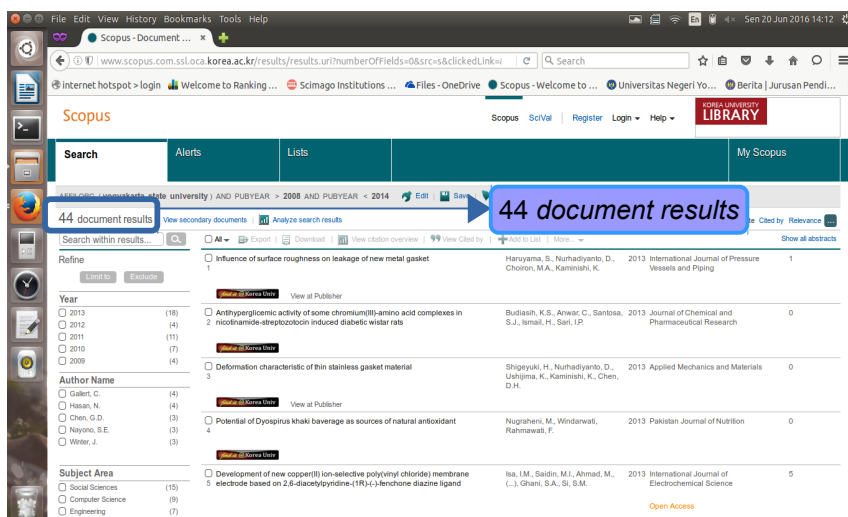 File Edit View History Bookmarks Tools Help
En
Sen 20 Jun 2016 14:12
Scopus - Document ...
www.scopus.com.ssl.oca.korea.ac.kr/results/results.uri?numberOfFields=0&src=s&clickedLink=/
Search
internet hotspot > login Welcome to Ranking ... Scimago Institutions ... Files - OneDrive Scopus - Welcome to ... Universitas Negeri Yo... Berita | Jurusan Pendi...
Scopus
Scopus SciVal Register Login Help
KOREA UNIVERSITY
LIBRARY
Search Alerts Lists My Scopus
university) AND PUBYEAR > 2008 AND PUBYEAR < 2014 Edit Save
44 document results
View secondary documents Analyze search results
44 document results
Cited by Relevance ...
Search within results...
All Export Download View citation overview View Cited by Add to List More...
Show all abstracts
Refine
Limit to Exclude
Year
2013 (18)
2012 (4)
2011 (11)
2010 (7)
2009 (4)
Author Name
Gallert, C. (4)
Hasan, N. (4)
Chen, G.D. (3)
Nayono, S.E. (3)
Winter, J. (3)
Subject Area
Social Sciences (15)
Computer Science (9)
Engineering (7)
Influence of surface roughness on leakage of new metal gasket
1
Haruyama, S., Nurhadiyanto, D.,
Choiron, M.A., Kaminishi, K.
2013 International Journal of Pressure
Vessels and Piping
1
find it @ Korea Univ
View at Publisher
Antihyperglicemic activity of some chromium(III)-amino acid complexes in
2 nicotinamide-streptozotocin induced diabetic wistar rats
Budiasih, K.S., Anwar, C., Santosa,
S.J., Ismail, H., Sari, I.P.
2013 Journal of Chemical and
Pharmaceutical Research
0
find it @ Korea Univ
Deformation characteristic of thin stainless gasket material
3
Shigeyuki, H., Nurhadiyanto, D.,
Ushijima, K., Kaminishi, K., Chen,
D.H.
2013 Applied Mechanics and Materials
0
find it @ Korea Univ
View at Publisher
Potential of Dyospirus khaki baverage as sources of natural antioxidant
4
Nugraheni, M., Windarwati,
Rahmawati, F.
2013 Pakistan Journal of Nutrition
0
find it @ Korea Univ
Development of new copper(II) ion-selective poly(vinyl chloride) membrane
5 electrode based on 2,6-diacetylpyridine-(1R)-(-)-fenchone diazine ligand
Isa, I.M., Saidin, M.I., Ahmad, M.,
(...), Ghani, S.A., Si, S.M.
2013 International Journal of
Electrochemical Science
5
Open Access